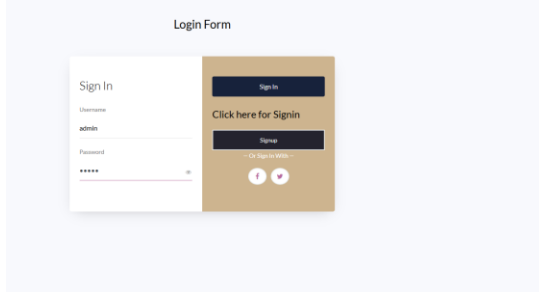 Login Form
Sign In
Username
admin
Password
•••••
Sign In
Click here for Signin
Signup
— Or Sign in With —